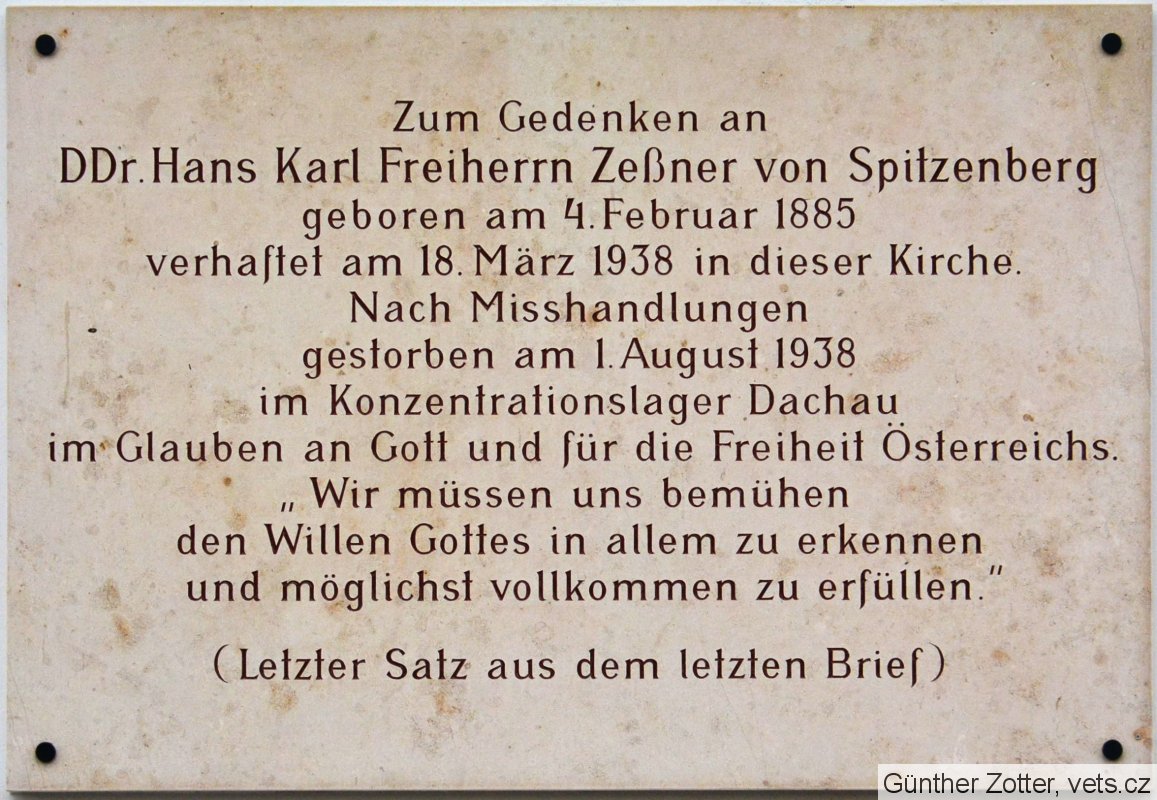 Zum Gedenken an
DDr. Hans Karl Freiherrn Zeßner von Spitzenberg
geboren am 4. Februar 1885
verhaftet am 18. März 1938 in dieser Kirche.
Nach Misshandlungen
gestorben am 1. August 1938
im Konzentrationslager Dachau
im Glauben an Gott und für die Freiheit Österreichs.
„Wir müssen uns bemühen
den Willen Gottes in allem zu erkennen
und möglichst vollkommen zu erfüllen."
(Letzter Satz aus dem letzten Brief)
Günther Zotter, vets.cz